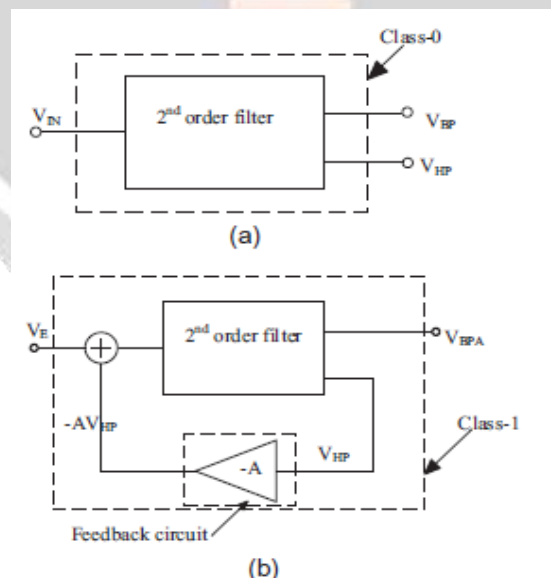 Class-0
V_IN
2nd order filter
V_BP
V_HP
(a)
V_E
2nd order filter
V_BPA
-AV_HP
V_HP
Class-1
-A
Feedback circuit
(b)